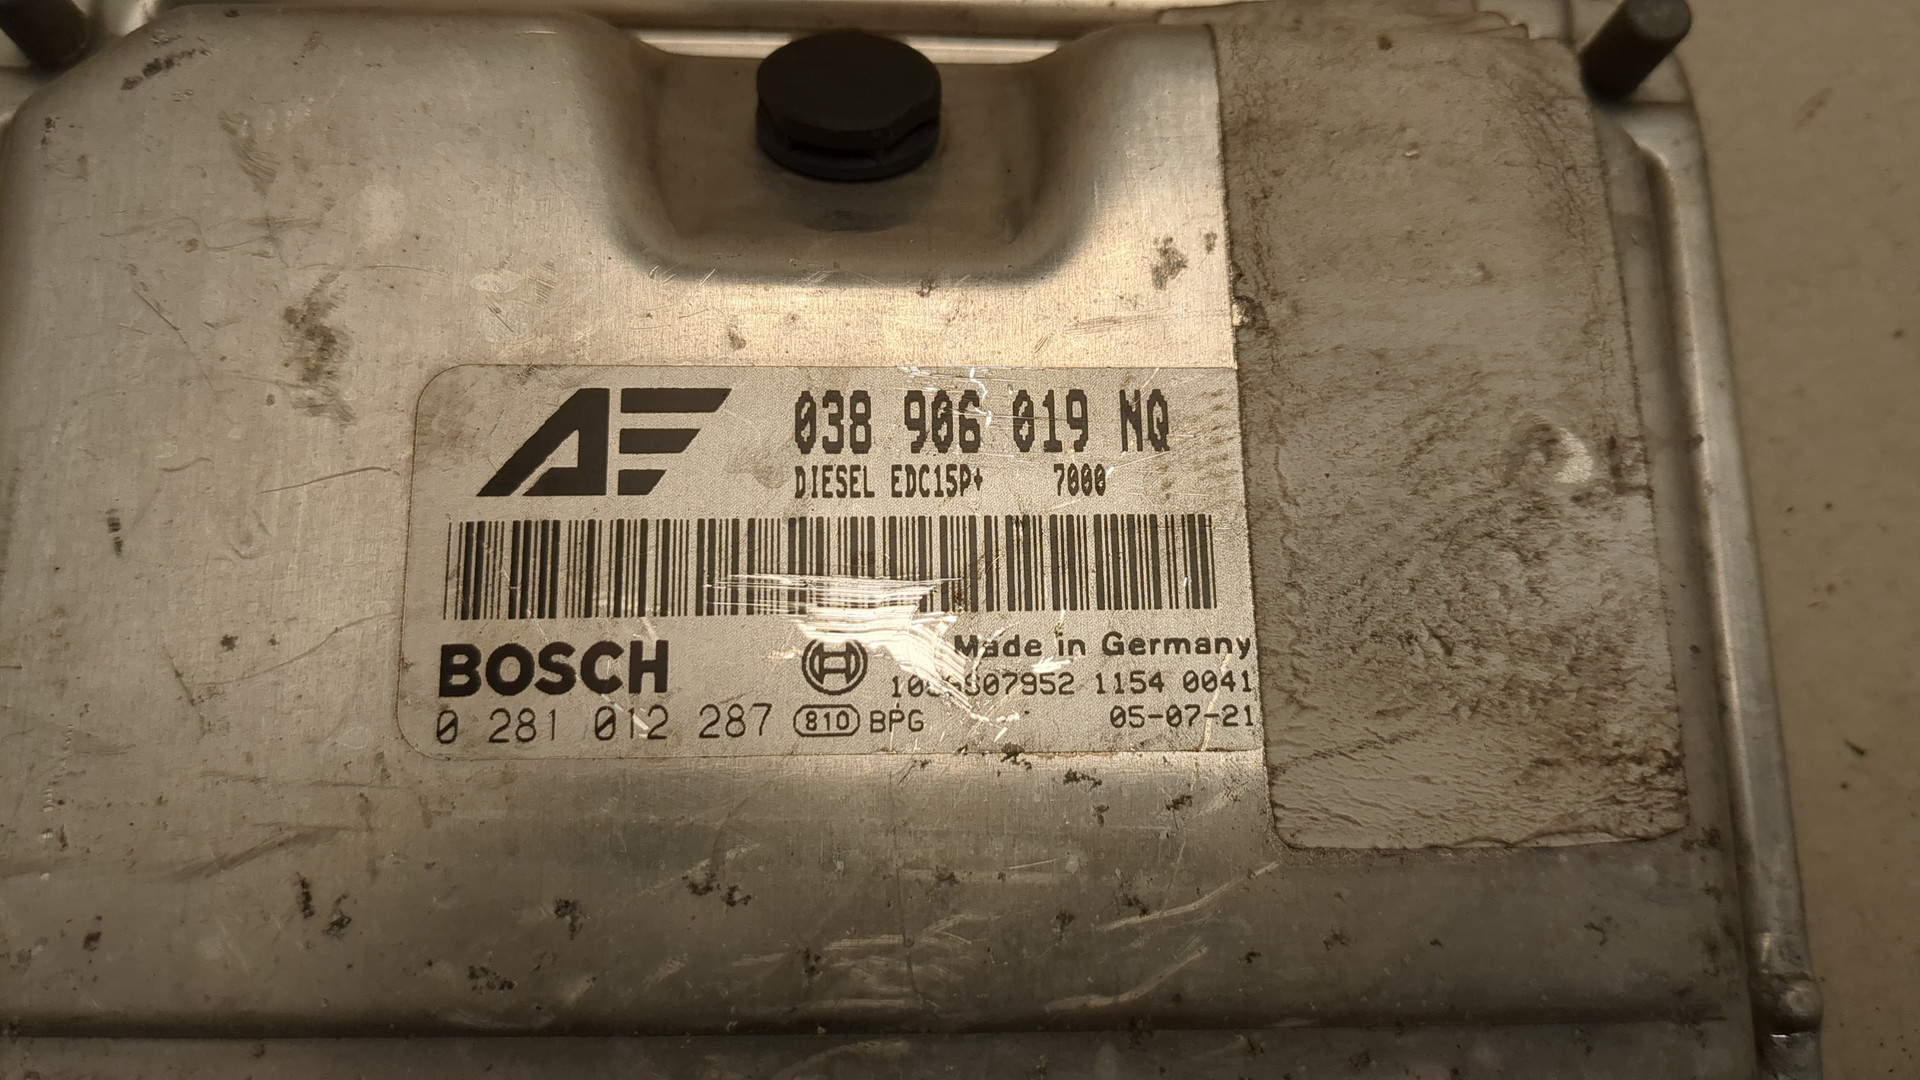 AF
038 906 019 NQ
DIESEL EDC15P+ 7000
BOSCH
Made in Germany
1154 0041
0 281 012 287 810 BPG
05-07-21